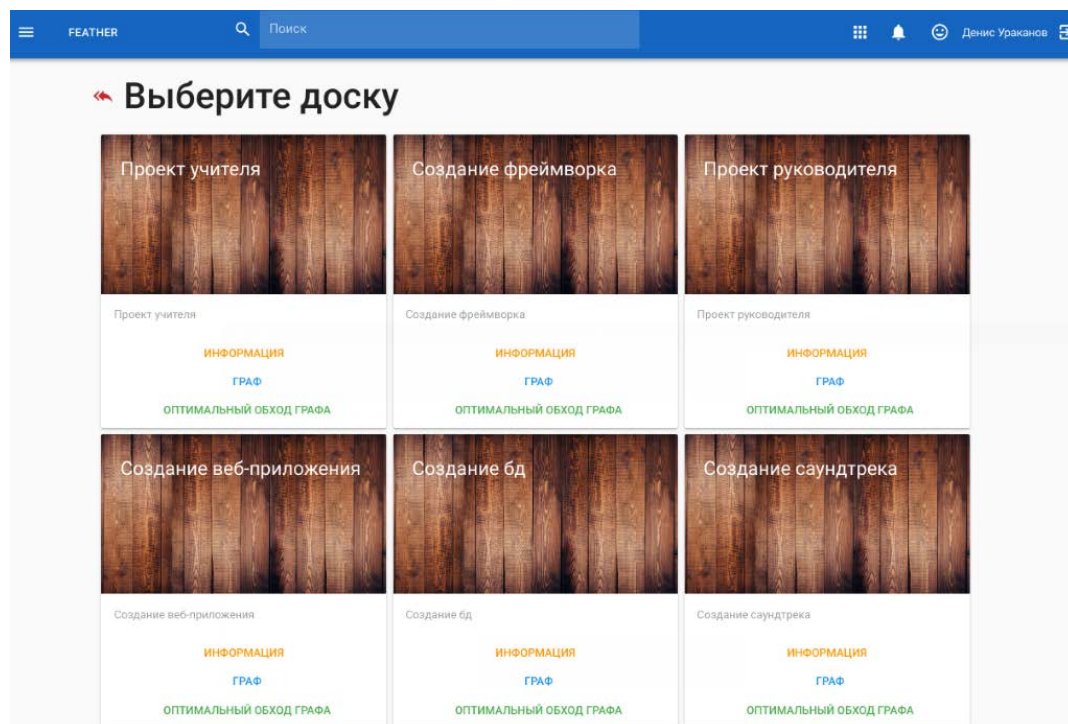 FEATHER Поиск Денис Ураканов
Выберите доску
Проект учителя Создание фреймворка Проект руководителя
Проект учителя Создание фреймворка Проект руководителя
ИНФОРМАЦИЯ ИНФОРМАЦИЯ ИНФОРМАЦИЯ
ГРАФ ГРАФ ГРАФ
ОПТИМАЛЬНЫЙ ОБХОД ГРАФА ОПТИМАЛЬНЫЙ ОБХОД ГРАФА ОПТИМАЛЬНЫЙ ОБХОД ГРАФА
Создание веб-приложения Создание бд Создание саундтрека
Создание веб-приложения Создание бд Создание саундтрека
ИНФОРМАЦИЯ ИНФОРМАЦИЯ ИНФОРМАЦИЯ
ГРАФ ГРАФ ГРАФ
ОПТИМАЛЬНЫЙ ОБХОД ГРАФА ОПТИМАЛЬНЫЙ ОБХОД ГРАФА ОПТИМАЛЬНЫЙ ОБХОД ГРАФА